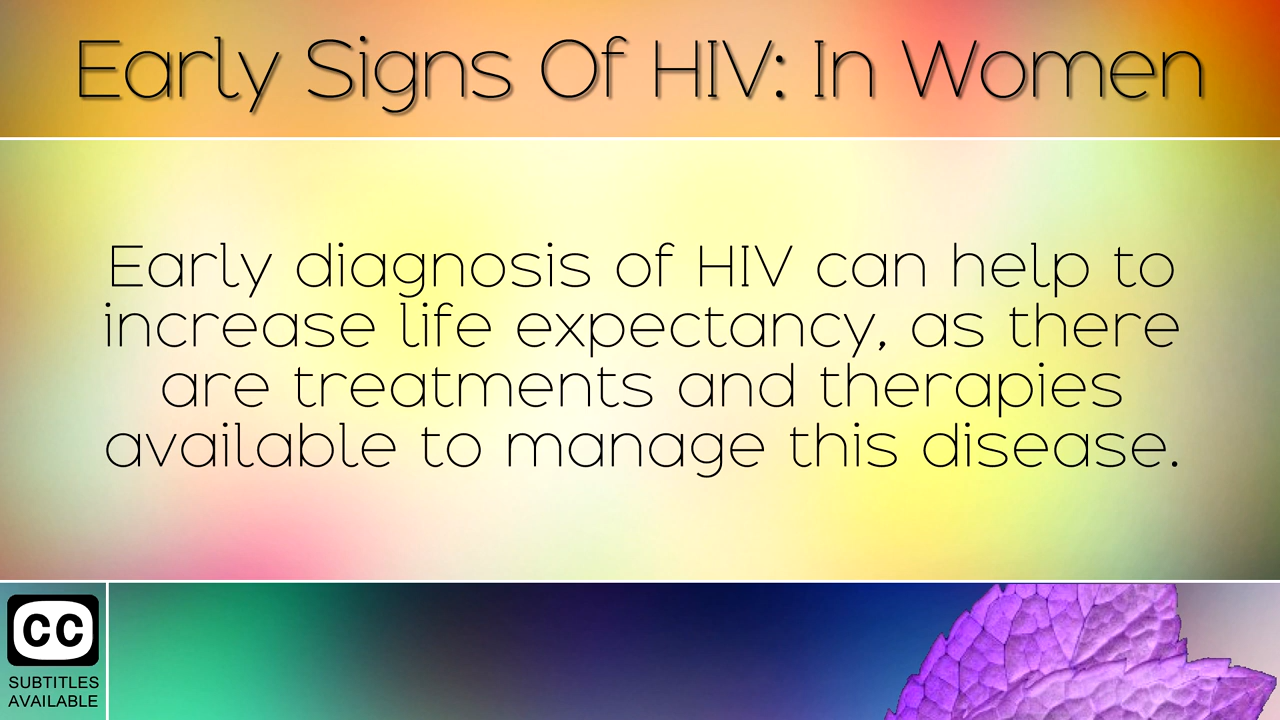 Early Signs Of HIV: In Women
Early diagnosis of HIV can help to
increase life expectancy, as there
are treatments and therapies
available to manage this disease.
CC
SUBTITLES
AVAILABLE